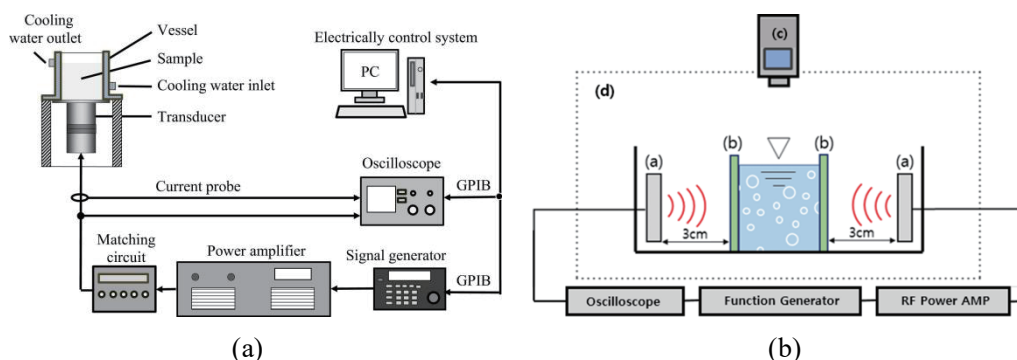 Cooling
water outlet
Vessel
Sample
Cooling water inlet
Transducer
Electrically control system
PC
Oscilloscope
Current probe
GPIB
Matching
circuit
Power amplifier
Signal generator
GPIB
(a)
(c)
(d)
(b)
(b)
(a)
(a)
3cm
3cm
Oscilloscope
Function Generator
RF Power AMP
(b)